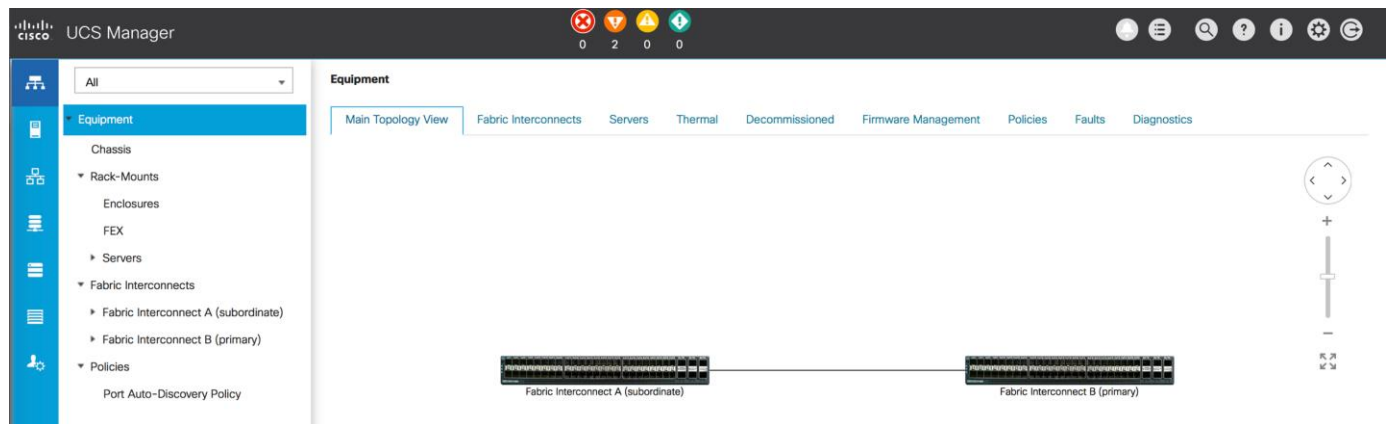 cisco UCS Manager
0 2 0 0
All
Equipment
Chassis
Rack-Mounts
Enclosures
FEX
Servers
Fabric Interconnects
Fabric Interconnect A (subordinate)
Fabric Interconnect B (primary)
Policies
Port Auto-Discovery Policy
Equipment
Main Topology View Fabric Interconnects Servers Thermal Decommissioned Firmware Management Policies Faults Diagnostics
Fabric Interconnect A (subordinate) Fabric Interconnect B (primary)